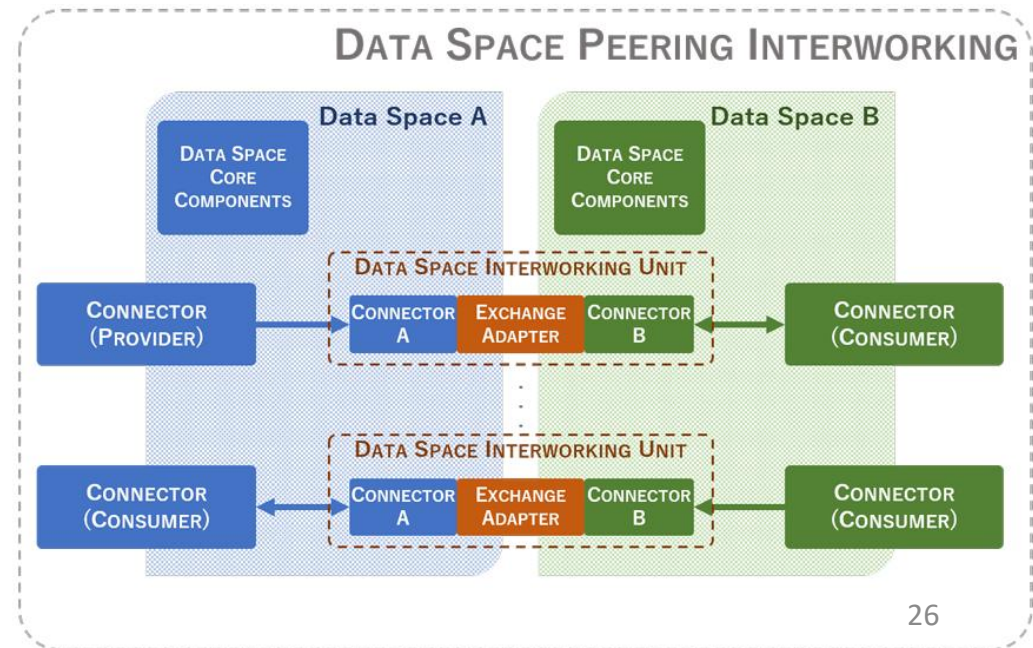 DATA SPACE PEERING INTERWORKING
Data Space A
Data Space B
DATA SPACE
CORE
COMPONENTS
DATA SPACE
CORE
COMPONENTS
DATA SPACE INTERWORKING UNIT
CONNECTOR
(PROVIDER)
CONNECTOR
A
EXCHANGE
ADAPTER
CONNECTOR
B
CONNECTOR
(CONSUMER)
DATA SPACE INTERWORKING UNIT
CONNECTOR
(CONSUMER)
CONNECTOR
A
EXCHANGE
ADAPTER
CONNECTOR
B
CONNECTOR
(CONSUMER)
26